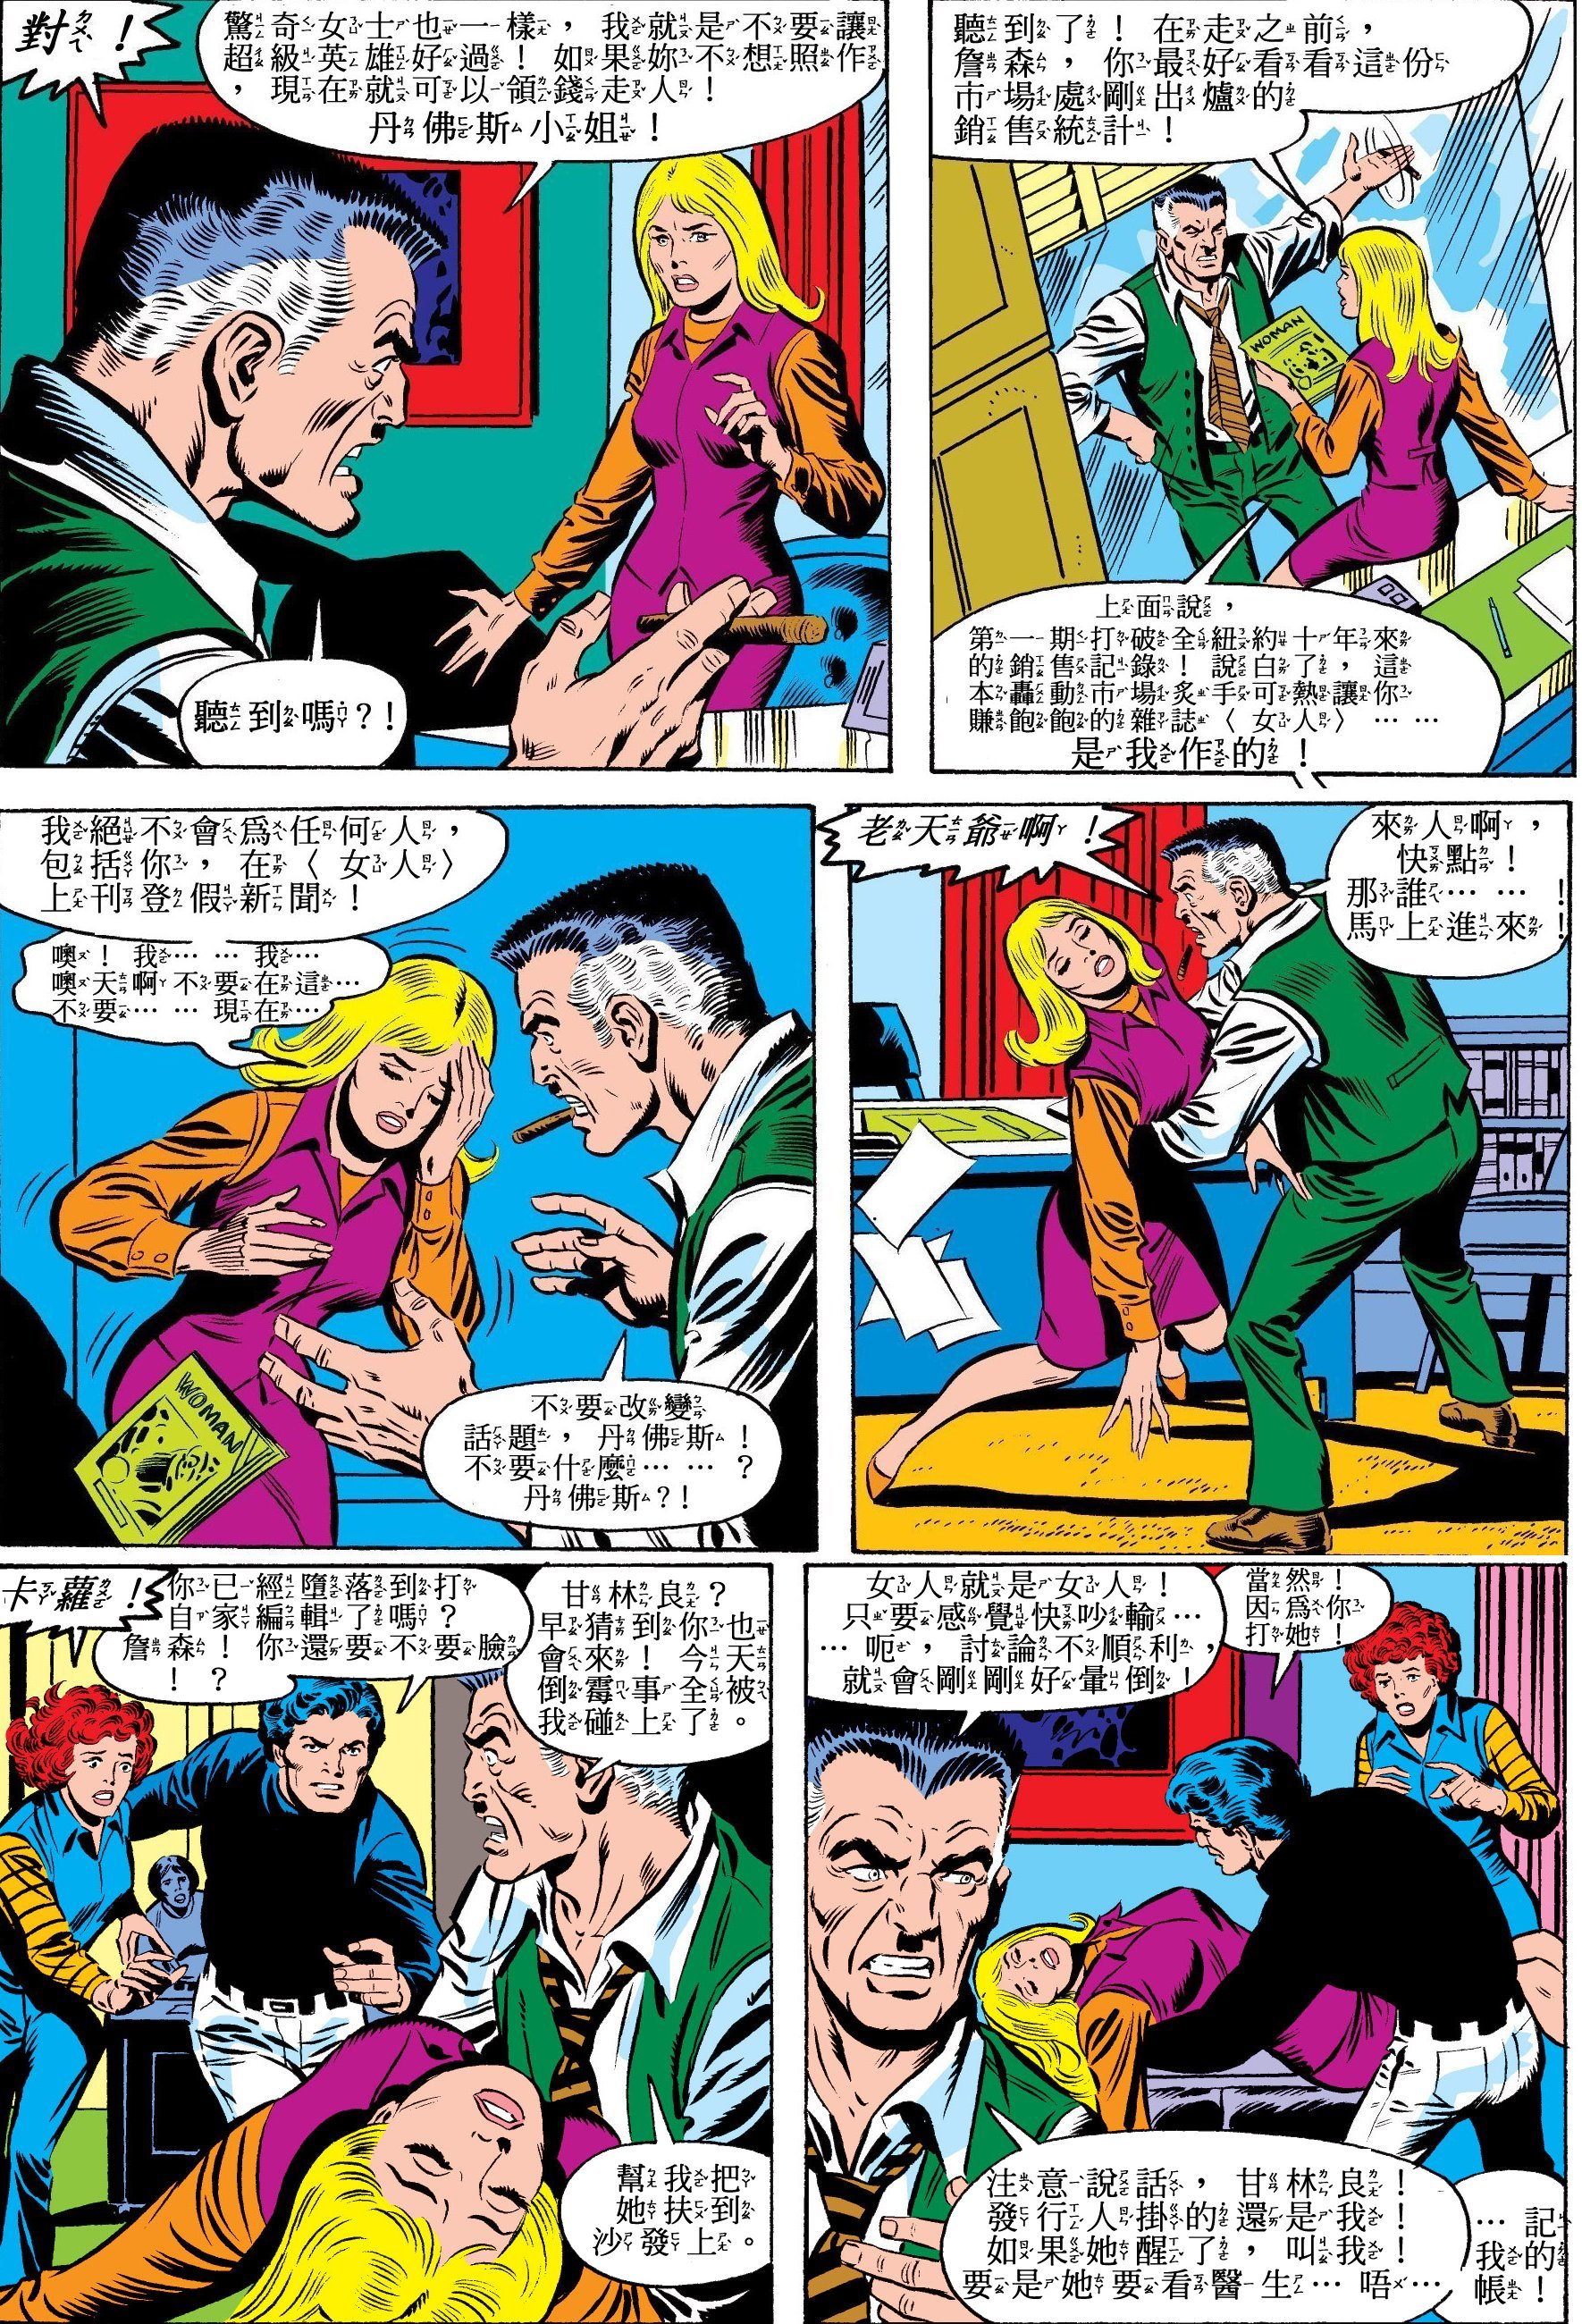 對！
驚奇女士也一樣，我就是不要讓
超級英雄好過！如果妳不想照作
，現在就可以領錢走人！
丹佛斯小姐！
聽到嗎？！
聽到了！在走之前，
詹森，你最好看看這份
市場處剛出爐的
銷售統計！
WOMAN
上面說，
第一期打破全紐約十年來
的銷售記錄！說白了，這
本轟動市場炙手可熱讓你
賺飽飽的雜誌〈女人〉……
是我作的！
我絕不會為任何人，
包括你，在〈女人〉
上刊登假新聞！
噢！我……我…
噢天啊不要在這…
不要……現在…
WOMAN
不要改變
話題，丹佛斯！
不要什麼……？
丹佛斯？！
老天爺啊！
來人啊，
快點！
那誰……！
馬上進來！
卡蘿！
你已經墮落到打
自家編輯了嗎？
詹森！你還要不要臉
！？
甘林良？
早猜到你也
會來！今天
倒霉事全被
我碰上了。
幫我把
她扶到
沙發上。
女人就是女人！
只要感覺快吵輸…
…呃，討論不順利，
就會剛剛好暈倒！
當然！
因為你
打她！
注意說話，甘林良！
發行人掛的還是我！
如果她醒了，叫我！
要是她要看醫生…唔…
…記
我的
帳！